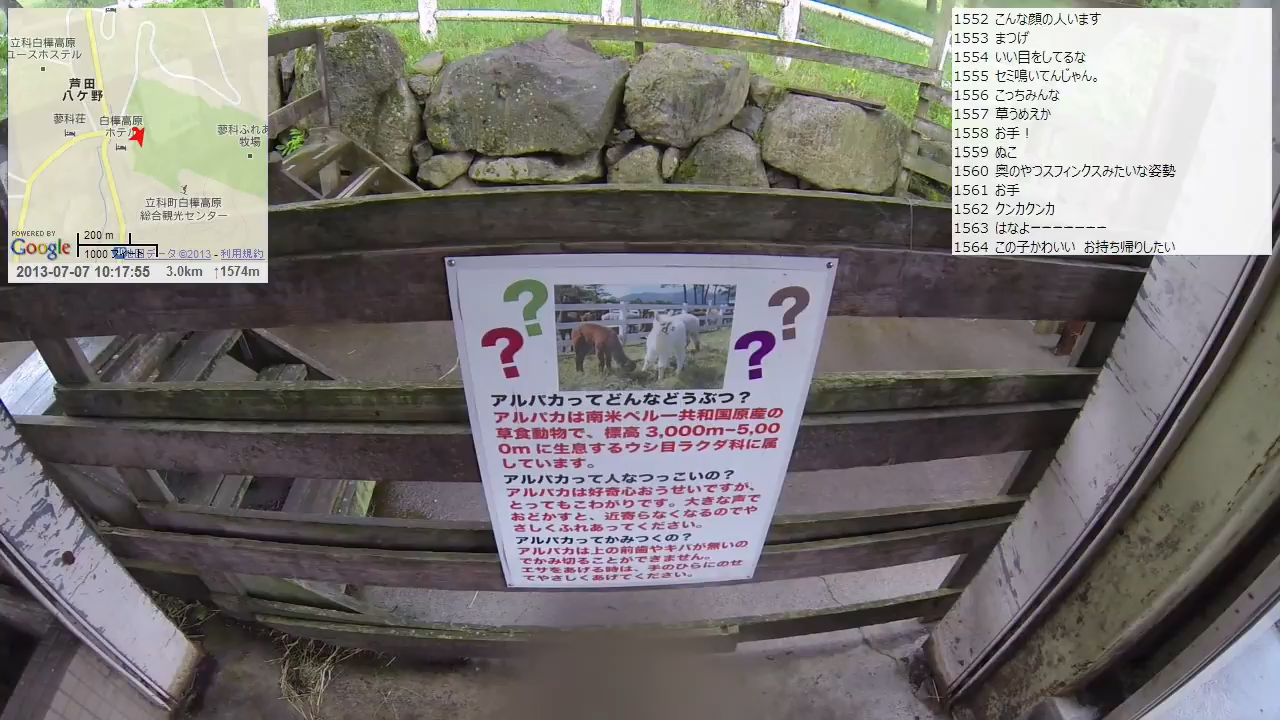 立科白樺高原
ユースホステル
芦田
八ケ野
蓼科荘
白樺高原
ホテル
蓼科ふれあ
牧場
立科町白樺高原
総合観光センター
POWERED BY
Google
200 m
1000
地図データ ©2013 - 利用規約
2013-07-07 10:17:55 3.0km ↑1574m
1552 こんな顔の人います
1553 まつげ
1554 いい目をしてるな
1555 セミ鳴いてんじゃん。
1556 こっちみんな
1557 草うめえか
1558 お手！
1559 ぬこ
1560 奥のやつスフィンクスみたいな姿勢
1561 お手
1562 クンカクンカ
1563 はなよーーーーーーー
1564 この子かわいい お持ち帰りしたい
? ? ? ?
アルパカってどんなどうぶつ？
アルパカは南米ペルー共和国原産の
草食動物で、標高 3,000m~5,00
0m に生息するウシ目ラクダ科に属
しています。
アルパカって人なつっこいの？
アルパカは好奇心おうせいですが、
とってもこわがりです。大きな声で
おどかすと、近寄らなくなるのでや
さしくふれあってください。
アルパカってかみつくの？
アルパカは上の前歯やキバが無いの
でかみ切ることができません。
エサをあげる時は、手のひらにのせ
てやさしくあげてください。